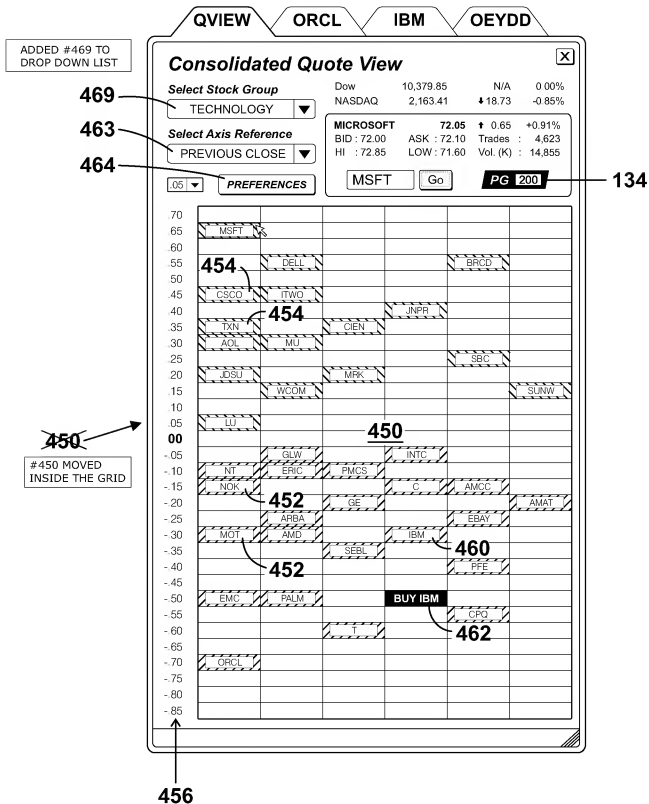 QVIEW ORCL IBM OEYDD
ADDED #469 TO
DROP DOWN LIST
Consolidated Quote View X
Select Stock Group
469
TECHNOLOGY
463
Select Axis Reference
PREVIOUS CLOSE
464
.05 PREFERENCES
Dow 10,379.85 N/A 0.00%
NASDAQ 2,163.41 18.73 -0.85%
MICROSOFT 72.05 0.65 +0.91%
BID : 72.00 ASK : 72.10 Trades : 4,623
HI : 72.85 LOW : 71.60 Vol. (K) : 14,855
MSFT Go PG 200 134
.70
.65 MSFT
.60
.55 DELL BRCD
.50
454
.45 CSCO ITWO
.40 JNPR
454
.35 TXN CIEN
.30 AOL MU
.25 SBC
.20 JDSU MRK
.15 WCOM SUNW
.10
.05 LU
00
450
450
#450 MOVED
INSIDE THE GRID
-.05 GLW INTC
-.10 NT ERIC PMCS
-.15 NOK C AMCC
452
-.20 GE AMAT
-.25 ARBA EBAY
-.30 MOT AMD IBM
-.35 SEBL 460
-.40 PFE
452
-.45
-.50 EMC PALM BUY IBM
-.55 CPQ
-.60 T 462
-.65
-.70 ORCL
-.75
-.80
-.85
456